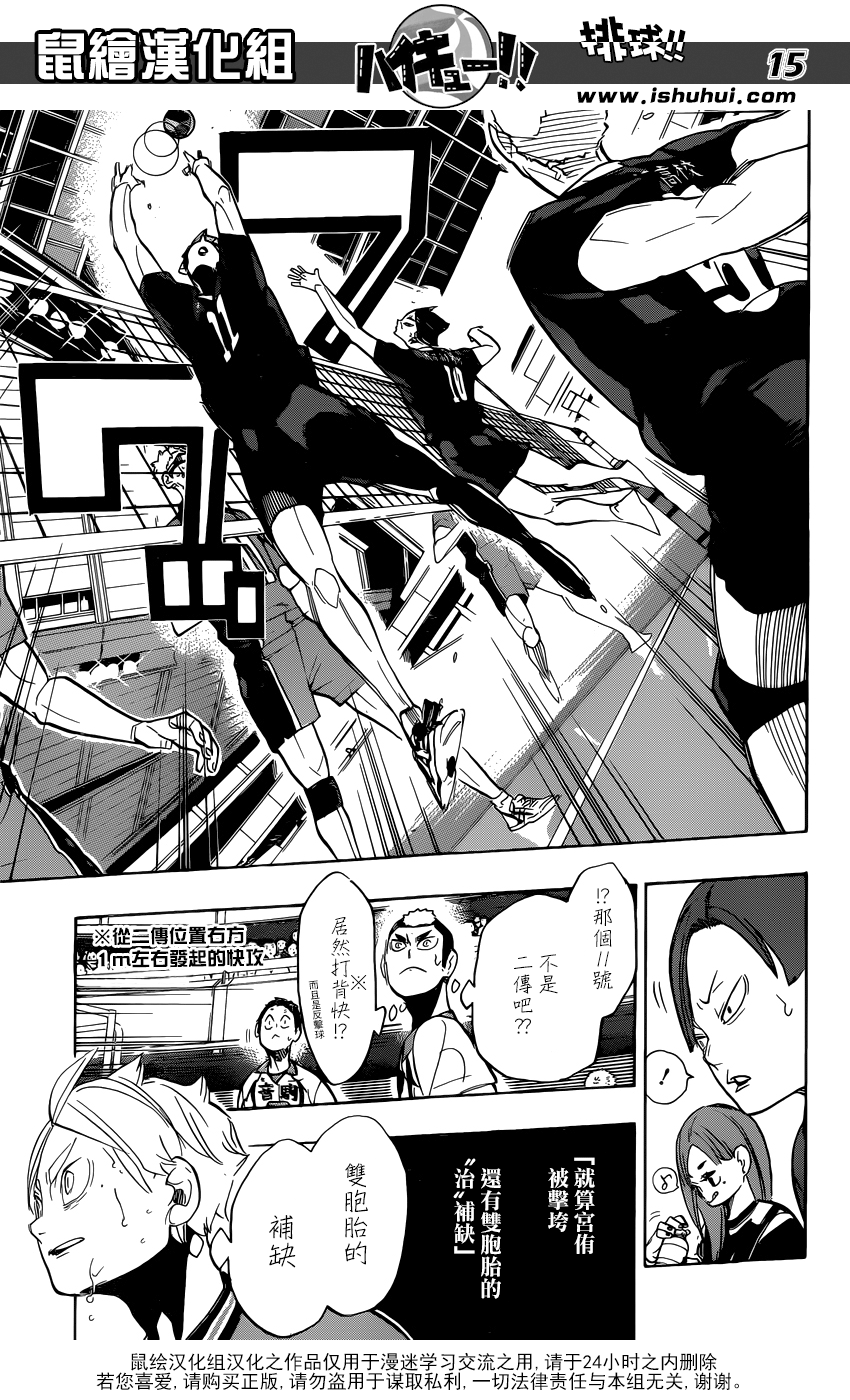 鼠繪漢化組
ハイキュー!!
排球!!
15
www.ishuhui.com
高校
11
!?那個11號
不是
二傳吧??
居然打背快!?
※
而且是反擊球
※從二傳位置右方
1m左右發起的快攻
音駒
!
♪
「就算宮侑
被擊垮
還有雙胞胎的
“治”補缺」
雙胞胎的
補缺
鼠绘汉化组汉化之作品仅用于漫迷学习交流之用, 请于24小时之内删除
若您喜爱, 请购买正版, 请勿盗用于谋取私利, 一切法律责任与本组无关, 谢谢。